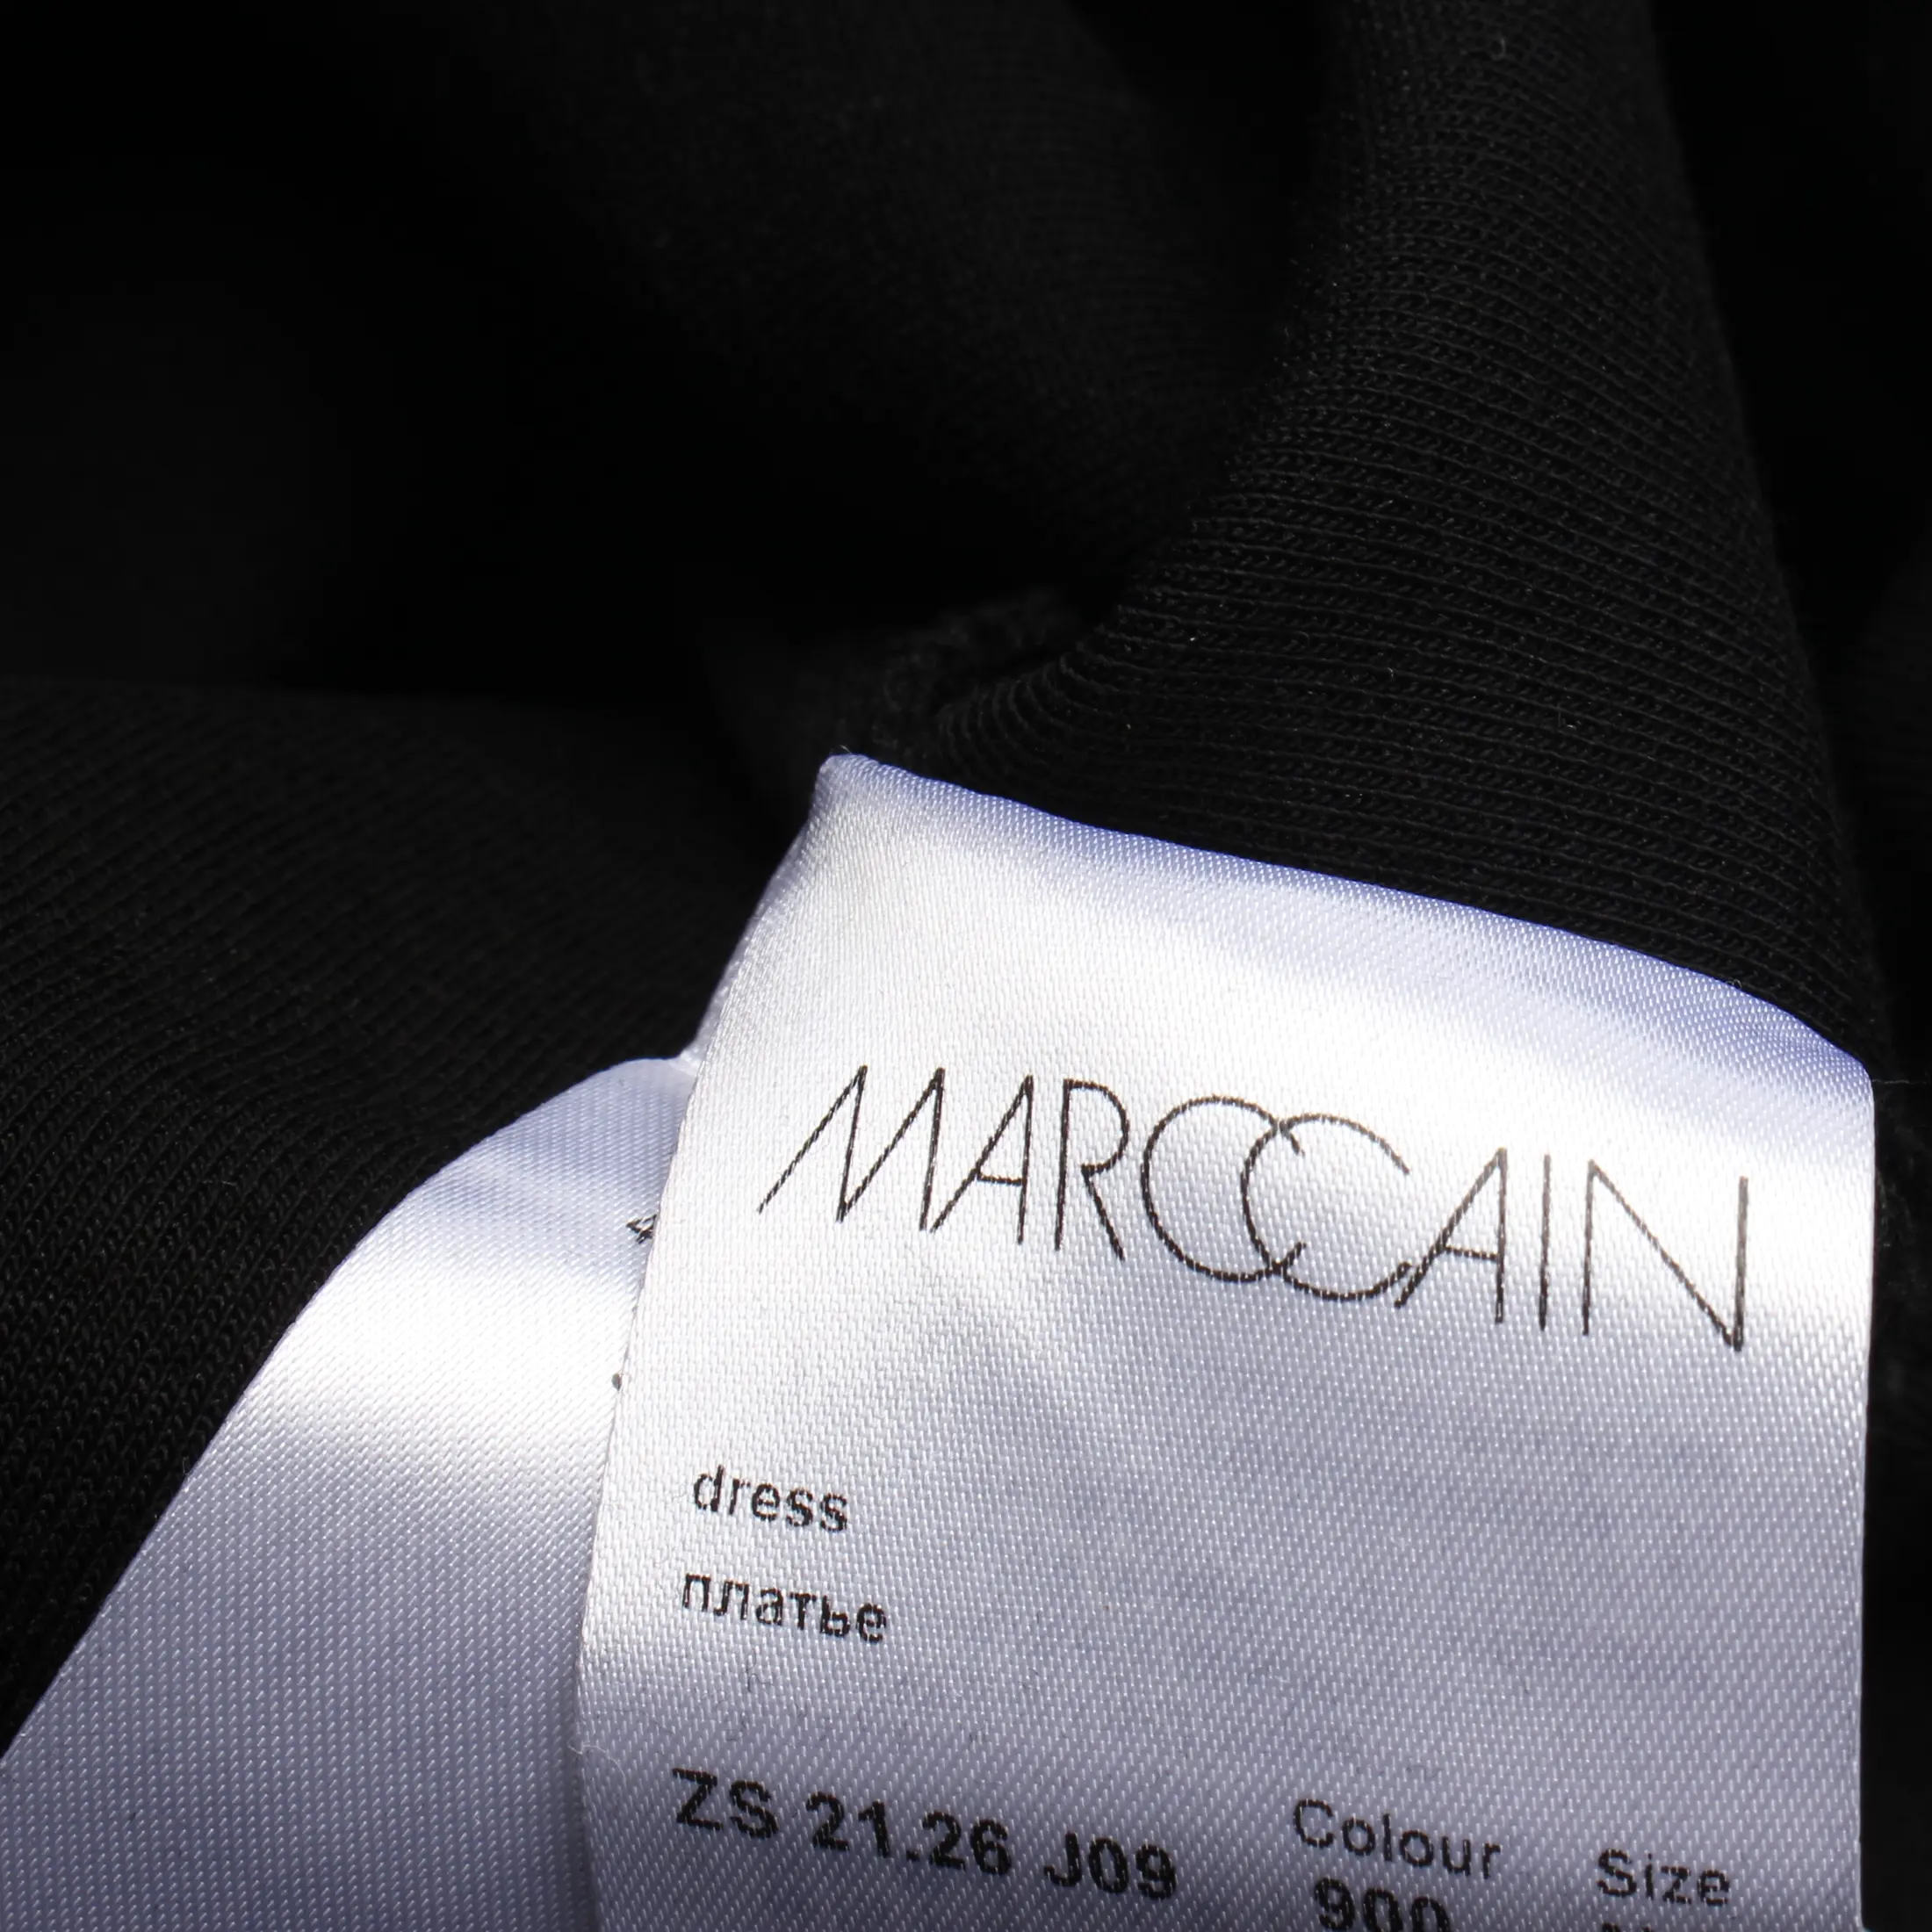 MARCCAIN
dress
платье
ZS 21.26 J09 Colour Size
900